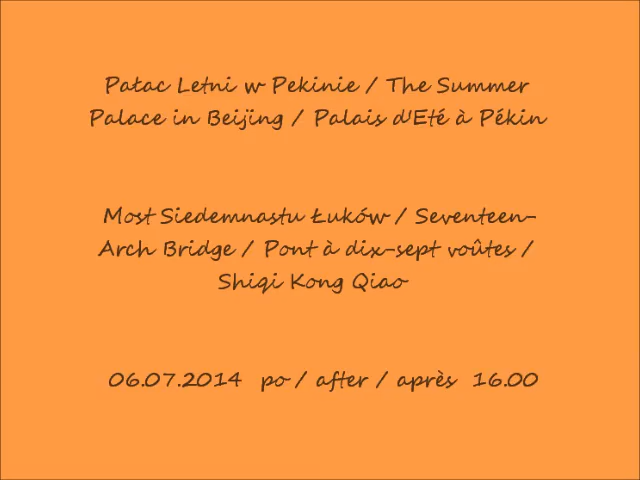 Pałac Letni w Pekinie / The Summer
Palace in Beijing / Palais d'Eté à Pékin
Most Siedemnastu Łuków / Seventeen-
Arch Bridge / Pont à dix-sept voûtes /
Shiqi Kong Qiao
06.07.2014 po / after / après 16.00